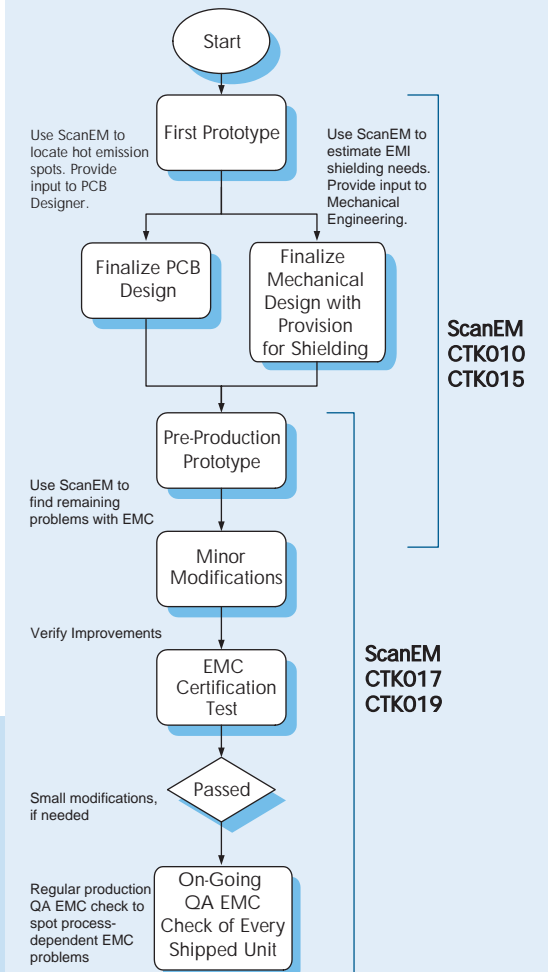 Start
First Prototype
Use ScanEM to
locate hot emission
spots. Provide
input to PCB
Designer.
Use ScanEM to
estimate EMI
shielding needs.
Provide input to
Mechanical
Engineering.
Finalize PCB
Design
Finalize
Mechanical
Design with
Provision
for Shielding
ScanEM
CTK010
CTK015
Pre-Production
Prototype
Use ScanEM to
find remaining
problems with EMC
Minor
Modifications
Verify Improvements
EMC
Certification
Test
ScanEM
CTK017
CTK019
Passed
Small modifications,
if needed
On-Going
QA EMC
Check of Every
Shipped Unit
Regular production
QA EMC check to
spot process-
dependent EMC
problems